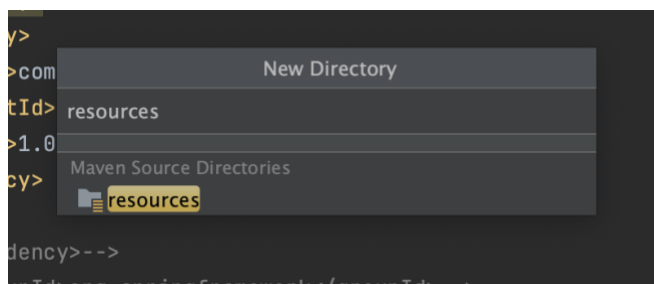 y>
New Directory
>com
tId>
resources
>1.0
Maven Source Directories
cy>
resources
dency>-->